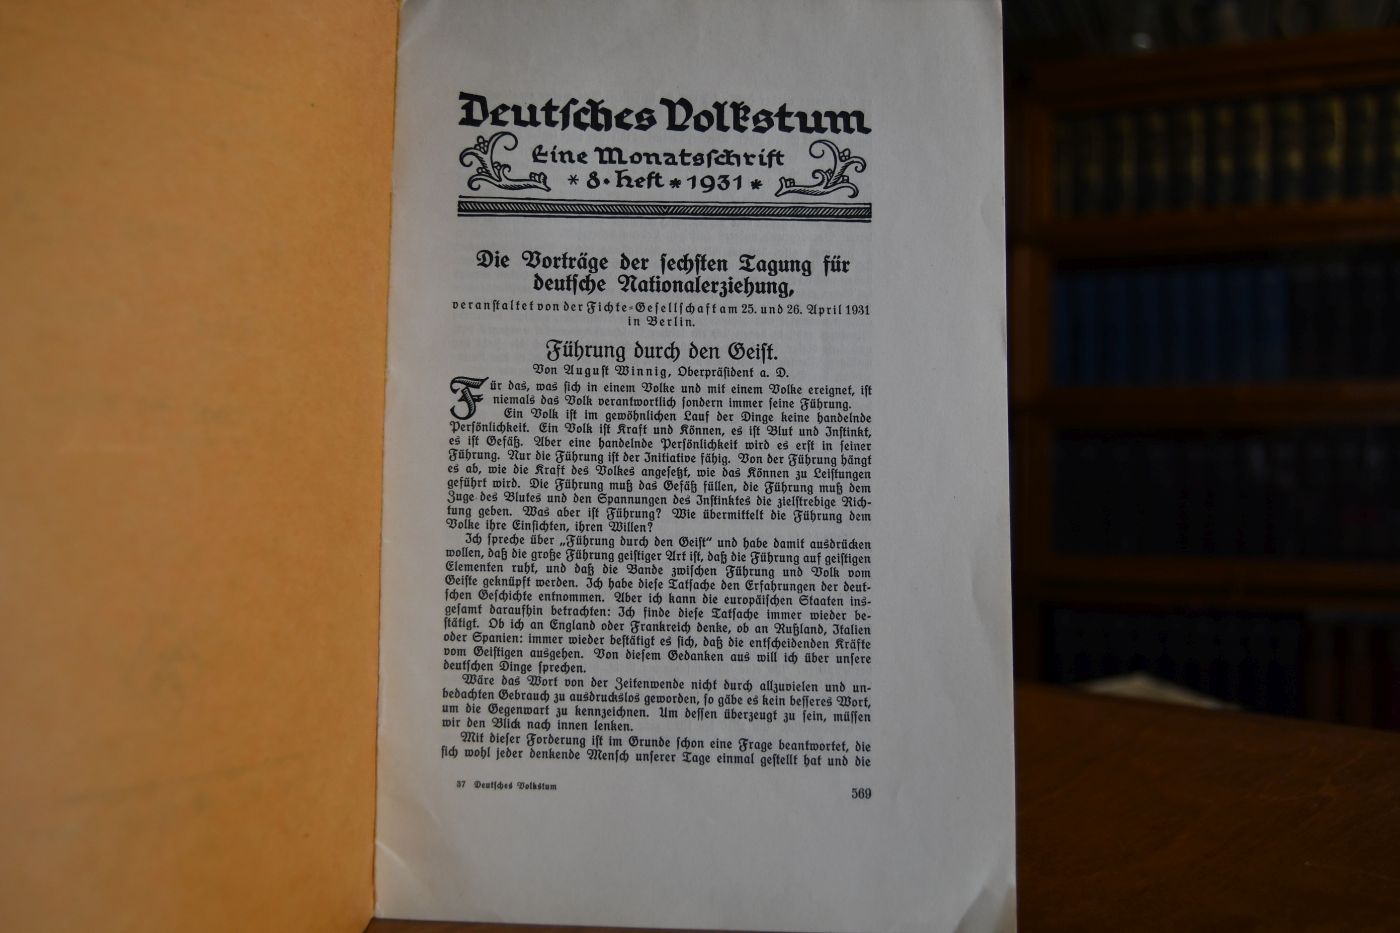 Deutsches Volkstum
Eine Monatsschrift
* 8. Heft * 1931 *
Die Vorträge der sechsten Tagung für
deutsche Nationalerziehung,
veranstaltet von der Fichte-Gesellschaft am 25. und 26. April 1931
in Berlin.
Führung durch den Geist.
Von August Winnig, Oberpräsident a. D.
Für das, was sich in einem Volke und mit einem Volke ereignet, ist
niemals das Volk verantwortlich sondern immer seine Führung.
Ein Volk ist im gewöhnlichen Lauf der Dinge keine handelnde
Persönlichkeit. Ein Volk ist Kraft und Können, es ist Blut und Instinkt,
es ist Gefäß. Aber eine handelnde Persönlichkeit wird es erst in seiner
Führung. Nur die Führung ist der Initiative fähig. Von der Führung hängt
es ab, wie die Kraft des Volkes angesetzt, wie das Können zu Leistungen
geführt wird. Die Führung muß das Gefäß füllen, die Führung muß dem
Zuge des Blutes und den Spannungen des Instinktes die zielstrebige Rich-
tung geben. Was aber ist Führung? Wie übermittelt die Führung dem
Volke ihre Einsichten, ihren Willen?
Ich spreche über „Führung durch den Geist“ und habe damit ausdrücken
wollen, daß die große Führung geistiger Art ist, daß die Führung auf geistigen
Elementen ruht, und daß die Bande zwischen Führung und Volk vom
Geiste geknüpft werden. Ich habe diese Tatsache den Erfahrungen der deut-
schen Geschichte entnommen. Aber ich kann die europäischen Staaten ins-
gesamt daraufhin betrachten: Ich finde diese Tatsache immer wieder be-
stätigt. Ob ich an England oder Frankreich denke, ob an Rußland, Italien
oder Spanien: immer wieder bestätigt es sich, daß die entscheidenden Kräfte
vom Geistigen ausgehen. Von diesem Gedanken aus will ich über unsere
deutschen Dinge sprechen.
Wäre das Wort von der Zeitenwende nicht durch allzuvielen und un-
bedachten Gebrauch zu ausdruckslos geworden, so gäbe es kein besseres Wort,
um die Gegenwart zu kennzeichnen. Um dessen überzeugt zu sein, müssen
wir den Blick nach innen lenken.
Mit dieser Forderung ist im Grunde schon eine Frage beantwortet, die
sich wohl jeder denkende Mensch unserer Tage einmal gestellt hat und die
37 Deutsches Volkstum
569